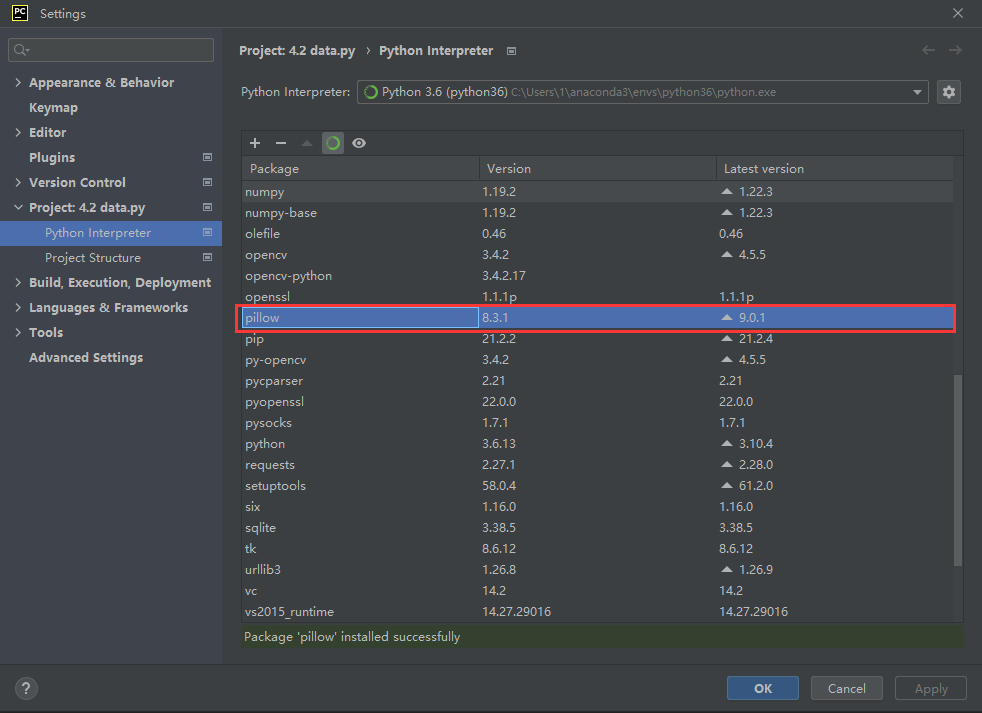 PC Settings
Project: 4.2 data.py › Python Interpreter
Python Interpreter: Python 3.6 (python36) C:\Users\1\anaconda3\envs\python36\python.exe
Appearance & Behavior
Keymap
Editor
Plugins
Version Control
Project: 4.2 data.py
Python Interpreter
Project Structure
Build, Execution, Deployment
Languages & Frameworks
Tools
Advanced Settings
Package Version Latest version
numpy 1.19.2 1.22.3
numpy-base 1.19.2 1.22.3
olefile 0.46 0.46
opencv 3.4.2 4.5.5
opencv-python 3.4.2.17
openssl 1.1.1p 1.1.1p
pillow 8.3.1 9.0.1
pip 21.2.2 21.2.4
py-opencv 3.4.2 4.5.5
pycparser 2.21 2.21
pyopenssl 22.0.0 22.0.0
pysocks 1.7.1 1.7.1
python 3.6.13 3.10.4
requests 2.27.1 2.28.0
setuptools 58.0.4 61.2.0
six 1.16.0 1.16.0
sqlite 3.38.5 3.38.5
tk 8.6.12 8.6.12
urllib3 1.26.8 1.26.9
vc 14.2 14.2
vs2015_runtime 14.27.29016 14.27.29016
Package 'pillow' installed successfully
? OK Cancel Apply